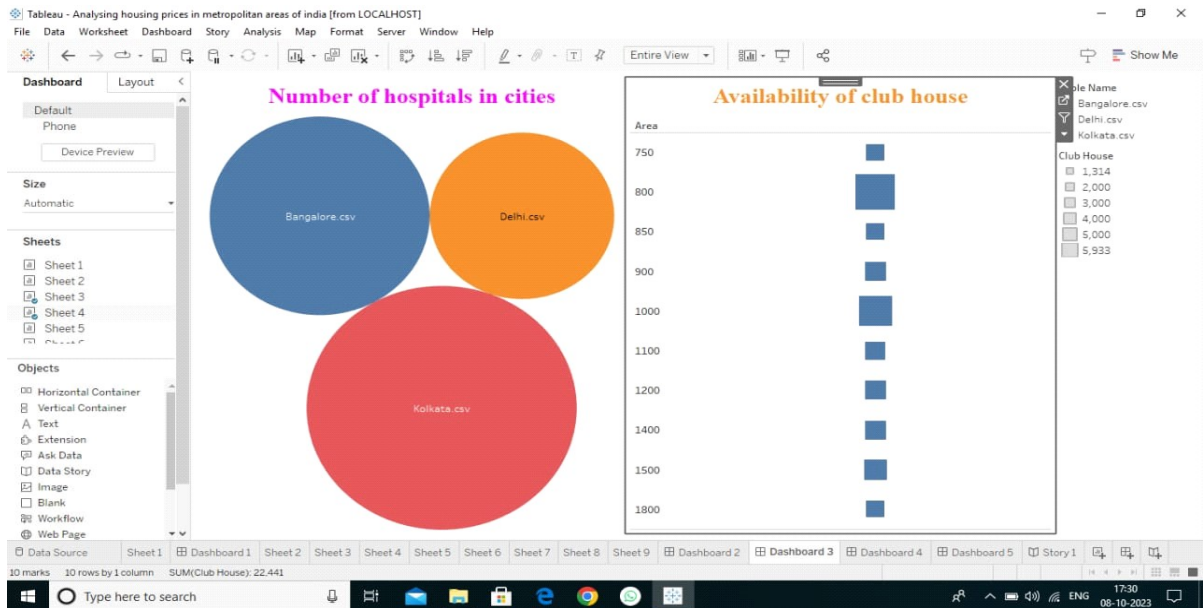 Tableau - Analysing housing prices in metropolitan areas of india [from LOCALHOST]
File Data Worksheet Dashboard Story Analysis Map Format Server Window Help
Entire View
Show Me
Dashboard Layout
Default
Phone
Device Preview
Size
Automatic
Sheets
Sheet 1
Sheet 2
Sheet 3
Sheet 4
Sheet 5
Objects
Horizontal Container
Vertical Container
A Text
Extension
Ask Data
Data Story
Image
Blank
Workflow
Web Page
Number of hospitals in cities
Bangalore.csv
Delhi.csv
Kolkata.csv
Availability of club house
Area
750
800
850
900
1000
1100
1200
1400
1500
1800
Name
Bangalore.csv
Delhi.csv
Kolkata.csv
Club House
1,314
2,000
3,000
4,000
5,000
5,933
Data Source Sheet 1 Dashboard 1 Sheet 2 Sheet 3 Sheet 4 Sheet 5 Sheet 6 Sheet 7 Sheet 8 Sheet 9 Dashboard 2 Dashboard 3 Dashboard 4 Dashboard 5 Story 1
10 marks 10 rows by 1 column SUM(Club House): 22,441
Type here to search
ENG
17:30
08-10-2023